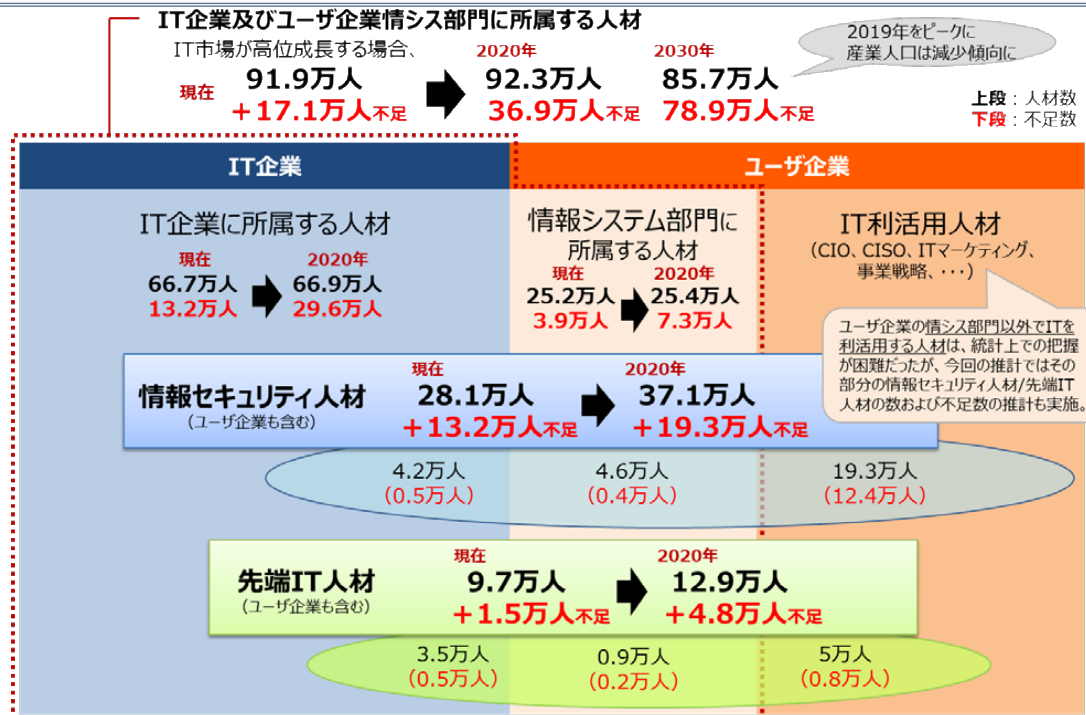 IT企業及びユーザ企業情シス部門に所属する人材
IT市場が高位成長する場合、
現在
91.9万人
+17.1万人不足
2020年
92.3万人
36.9万人不足
2030年
85.7万人
78.9万人不足
2019年をピークに
産業人口は減少傾向に
上段：人材数
下段：不足数
IT企業
ユーザ企業
IT企業に所属する人材
現在
66.7万人
13.2万人
2020年
66.9万人
29.6万人
情報システム部門に
所属する人材
現在
25.2万人
3.9万人
2020年
25.4万人
7.3万人
IT利活用人材
（CIO、CISO、ITマーケティング、
事業戦略、・・・）
ユーザ企業の情シス部門以外でITを
利活用する人材は、統計上での把握
が困難だったが、今回の推計ではその
部分の情報セキュリティ人材/先端IT
人材の数および不足数の推計も実施。
情報セキュリティ人材
（ユーザ企業も含む）
現在
28.1万人
+13.2万人不足
2020年
37.1万人
+19.3万人不足
4.2万人
（0.5万人）
4.6万人
（0.4万人）
19.3万人
（12.4万人）
先端IT人材
（ユーザ企業も含む）
現在
9.7万人
+1.5万人不足
2020年
12.9万人
+4.8万人不足
3.5万人
（0.5万人）
0.9万人
（0.2万人）
5万人
（0.8万人）